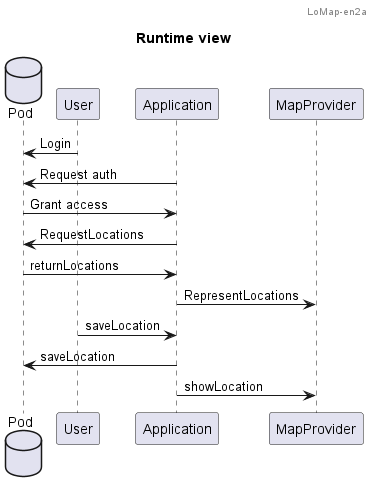 LoMap-en2a
Runtime view
Pod
User
Application
MapProvider
Login
Request auth
Grant access
RequestLocations
returnLocations
RepresentLocations
saveLocation
saveLocation
showLocation
Pod
User
Application
MapProvider